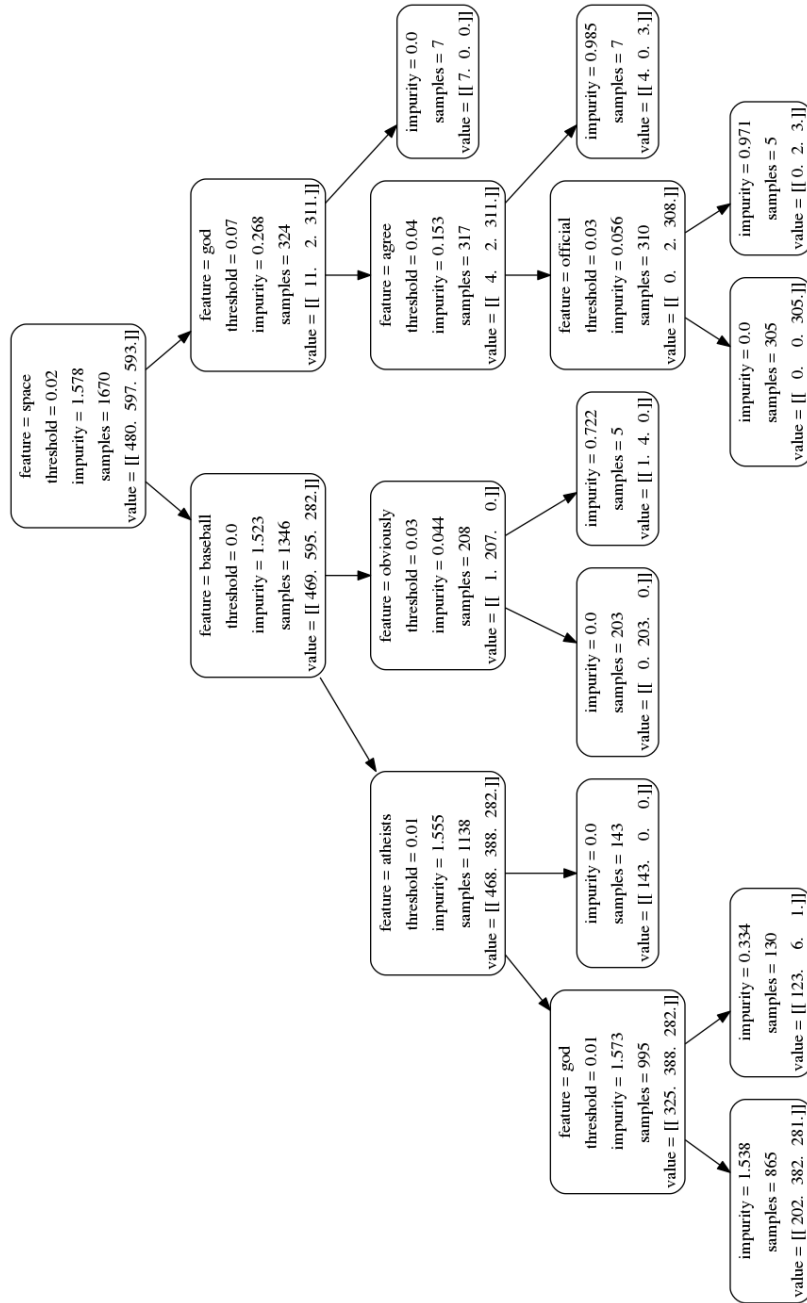 feature = space
threshold = 0.02
impurity = 1.578
samples = 1670
value = [[ 480. 597. 593.]]
feature = baseball
threshold = 0.0
impurity = 1.523
samples = 1346
value = [[ 469. 595. 282.]]
feature = god
threshold = 0.07
impurity = 0.268
samples = 324
value = [[ 11. 2. 311.]]
feature = atheists
threshold = 0.01
impurity = 1.555
samples = 1138
value = [[ 468. 388. 282.]]
feature = obviously
threshold = 0.03
impurity = 0.044
samples = 208
value = [[ 1. 207. 0.]]
feature = agree
threshold = 0.04
impurity = 0.153
samples = 317
value = [[ 4. 2. 311.]]
impurity = 0.0
samples = 7
value = [[ 7. 0. 0.]]
feature = god
threshold = 0.01
impurity = 1.573
samples = 995
value = [[ 325. 388. 282.]]
impurity = 0.0
samples = 143
value = [[ 143. 0. 0.]]
impurity = 0.0
samples = 203
value = [[ 0. 203. 0.]]
impurity = 0.722
samples = 5
value = [[ 1. 4. 0.]]
feature = official
threshold = 0.03
impurity = 0.056
samples = 310
value = [[ 0. 2. 308.]]
impurity = 0.985
samples = 7
value = [[ 4. 0. 3.]]
impurity = 1.538
samples = 865
value = [[ 202. 382. 281.]]
impurity = 0.334
samples = 130
value = [[ 123. 6. 1.]]
impurity = 0.0
samples = 305
value = [[ 0. 0. 305.]]
impurity = 0.971
samples = 5
value = [[ 0. 2. 3.]]